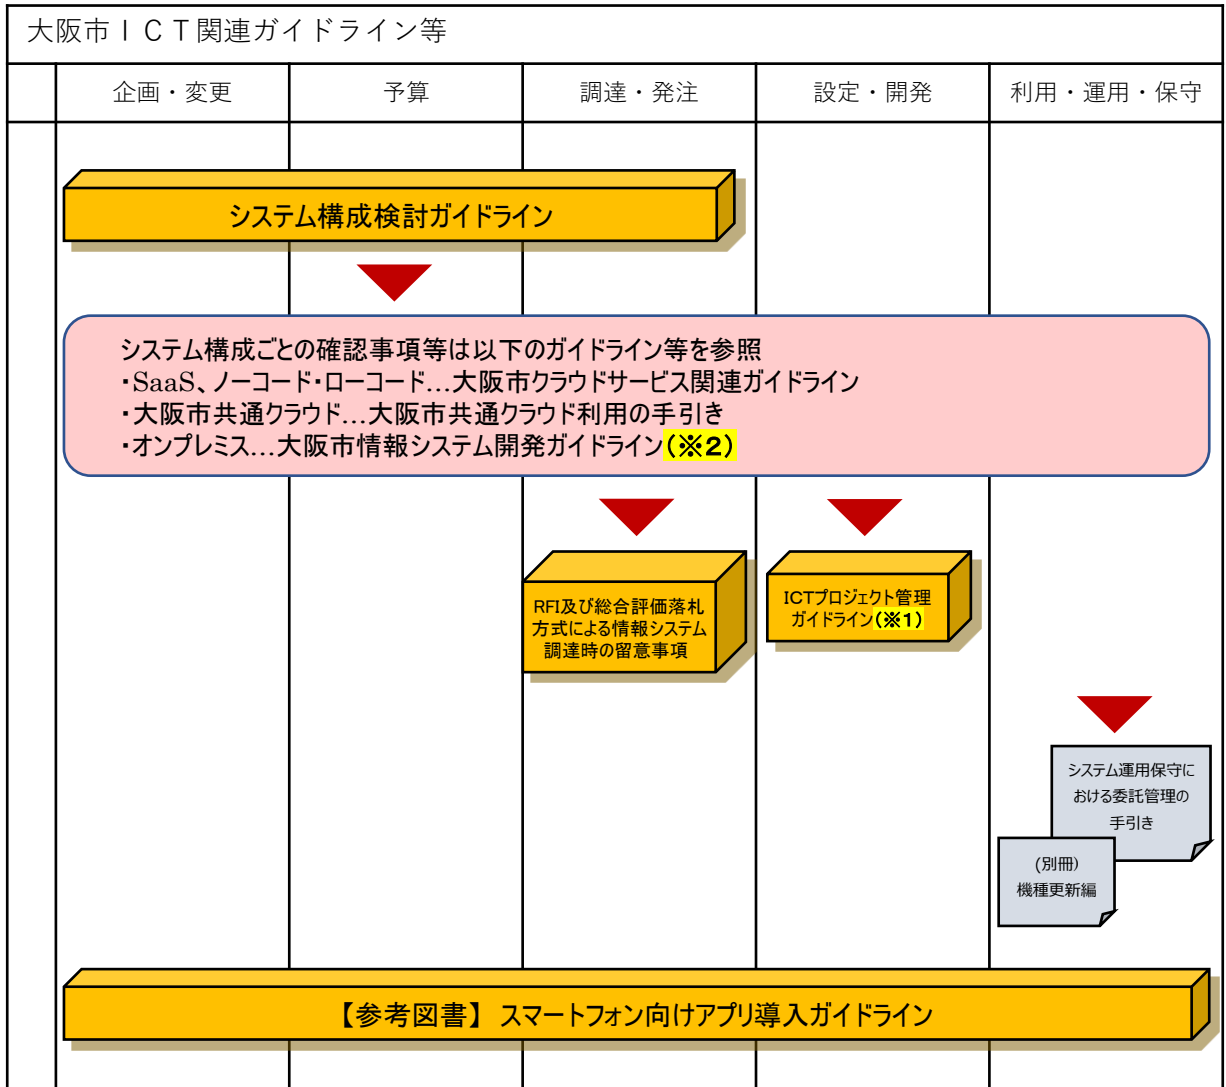 大阪市ＩＣＴ関連ガイドライン等
企画・変更
予算
調達・発注
設定・開発
利用・運用・保守
システム構成検討ガイドライン
システム構成ごとの確認事項等は以下のガイドライン等を参照
・SaaS、ノーコード・ローコード…大阪市クラウドサービス関連ガイドライン
・大阪市共通クラウド…大阪市共通クラウド利用の手引き
・オンプレミス…大阪市情報システム開発ガイドライン（※２）
RFI及び総合評価落札
方式による情報システム
調達時の留意事項
ICTプロジェクト管理
ガイドライン（※１）
システム運用保守に
おける委託管理の
手引き
（別冊）
機種更新編
【参考図書】スマートフォン向けアプリ導入ガイドライン